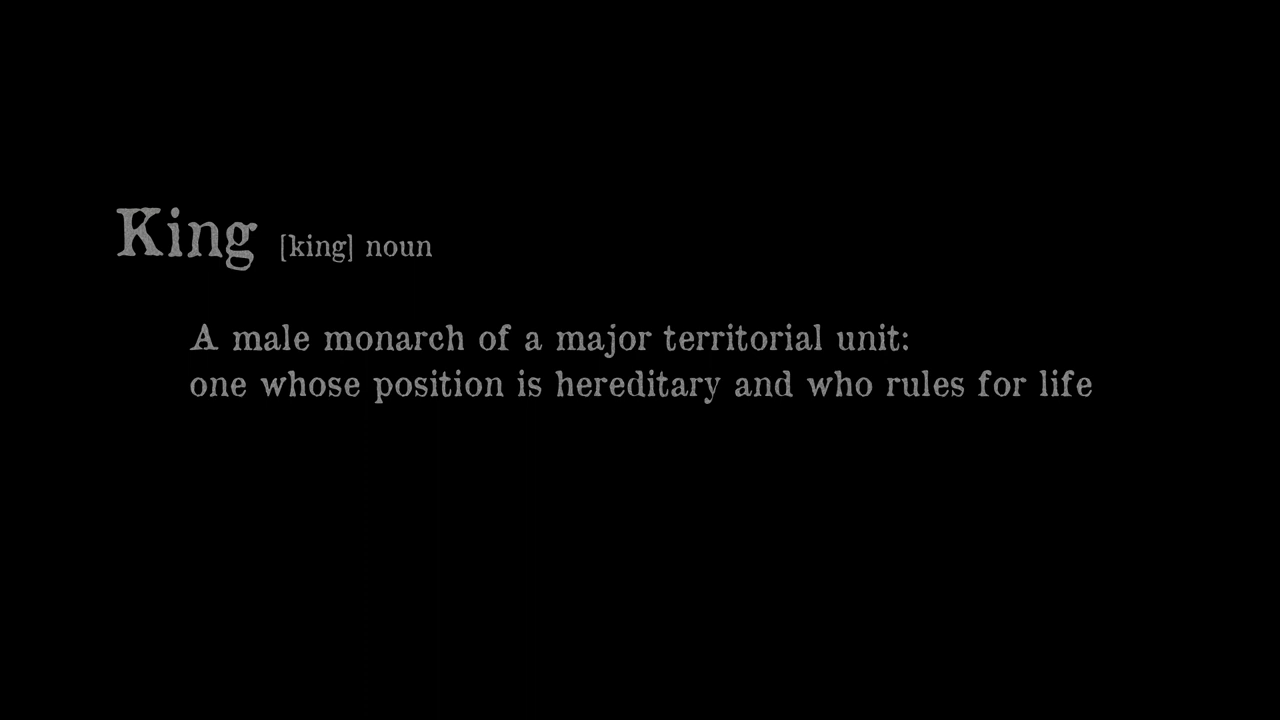 King [king] noun
A male monarch of a major territorial unit:
one whose position is hereditary and who rules for life